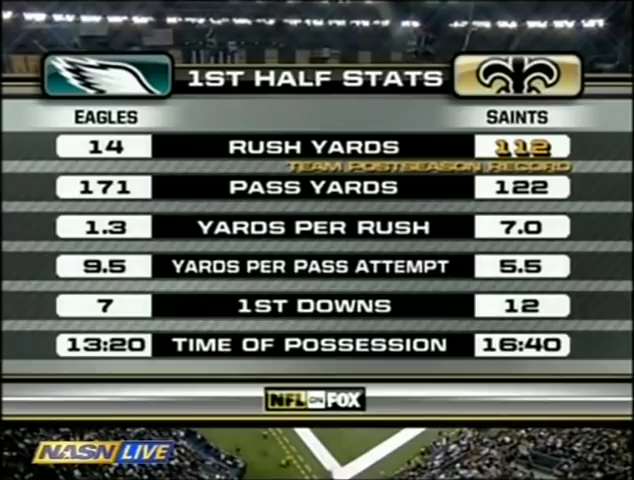 1ST HALF STATS
EAGLES SAINTS
14 RUSH YARDS 112
TEAM POSTSEASON RECORD
171 PASS YARDS 122
1.3 YARDS PER RUSH 7.0
9.5 YARDS PER PASS ATTEMPT 5.5
7 1ST DOWNS 12
13:20 TIME OF POSSESSION 16:40
NFL ON FOX
NASN LIVE